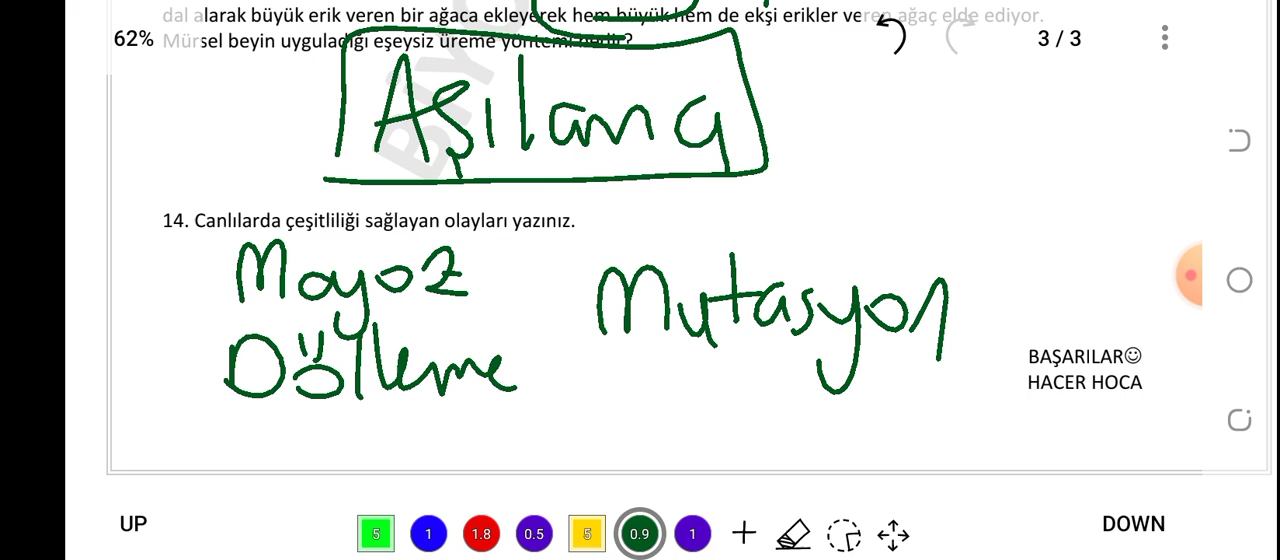 dal alarak büyük erik veren bir ağaca ekleyerek hem büyük hem de ekşi erikler veren ağaç elde ediyor.
62%
Mürsel beyin uyguladığı eşeysiz üreme yöntemi nedir?
3 / 3
Aşılama
14. Canlılarda çeşitliliği sağlayan olayları yazınız.
Mayoz
Mutasyon
Dölleme
BAŞARILAR☺
HACER HOCA
UP
5
1
1.8
0.5
5
0.9
1
DOWN